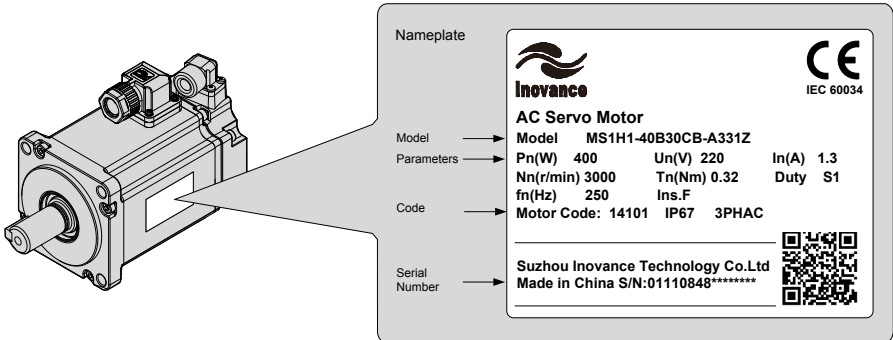 Nameplate
Inovance
CE
IEC 60034
AC Servo Motor
Model
Model MS1H1-40B30CB-A331Z
Parameters
Pn(W) 400 Un(V) 220 In(A) 1.3
Nn(r/min) 3000 Tn(Nm) 0.32 Duty S1
fn(Hz) 250 Ins.F
Code
Motor Code: 14101 IP67 3PHAC
Suzhou Inovance Technology Co.Ltd
Serial
Number
Made in China S/N:01110848********